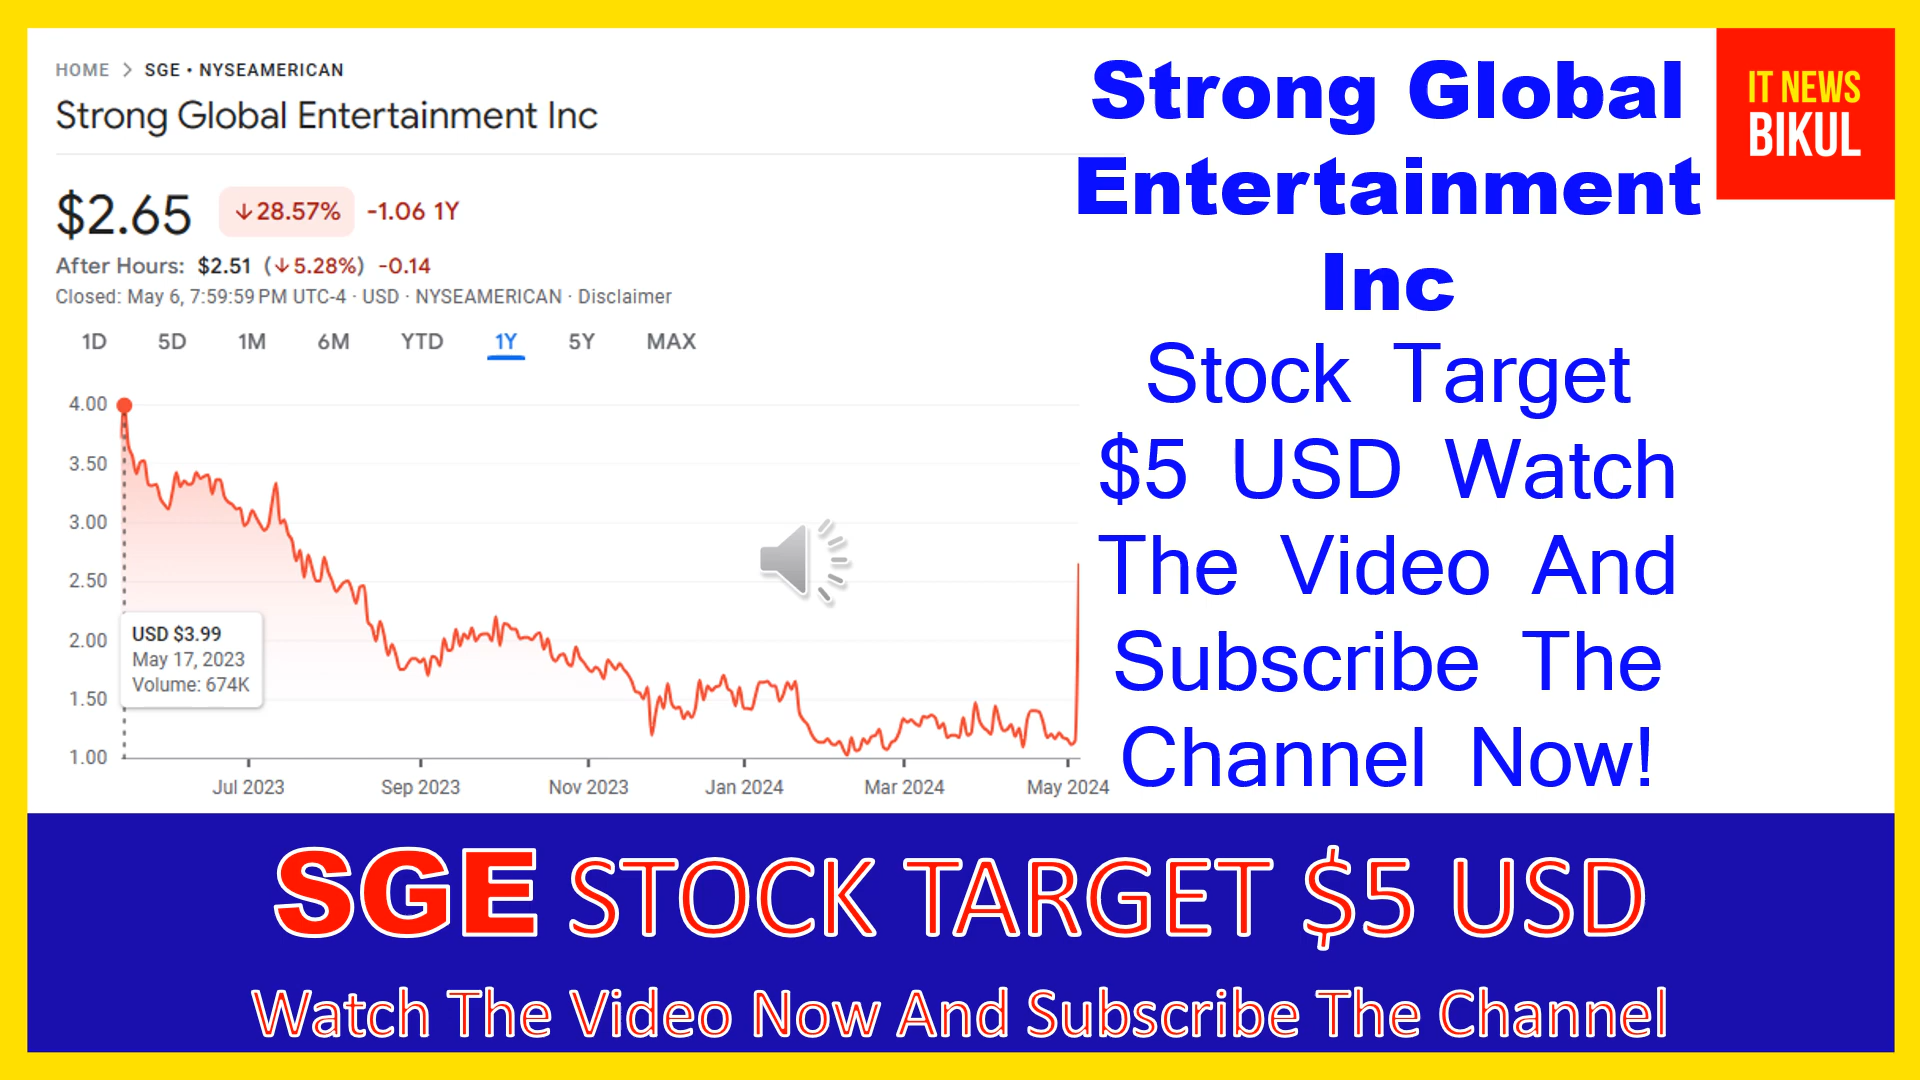 HOME > SGE • NYSEAMERICAN
Strong Global Entertainment Inc
$2.65 ↓28.57% -1.06 1Y
After Hours: $2.51 (↓5.28%) -0.14
Closed: May 6, 7:59:59 PM UTC-4 · USD · NYSEAMERICAN · Disclaimer
1D 5D 1M 6M YTD 1Y 5Y MAX
4.00
3.50
3.00
2.50
2.00
1.50
1.00
USD $3.99
May 17, 2023
Volume: 674K
Jul 2023 Sep 2023 Nov 2023 Jan 2024 Mar 2024 May 2024
Strong Global
Entertainment
Inc
Stock Target
$5 USD Watch
The Video And
Subscribe The
Channel Now!
IT NEWS
BIKUL
SGE STOCK TARGET $5 USD
Watch The Video Now And Subscribe The Channel